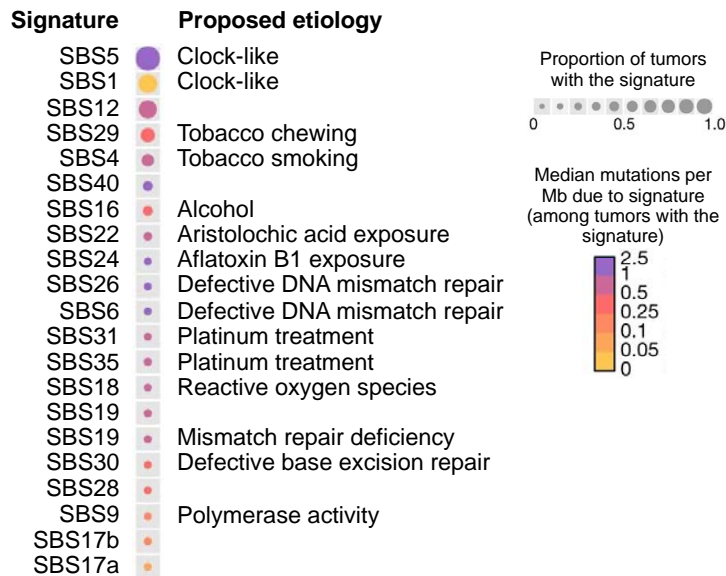 Signature Proposed etiology
SBS5 Clock-like
SBS1 Clock-like
SBS12
SBS29 Tobacco chewing
SBS4 Tobacco smoking
SBS40
SBS16 Alcohol
SBS22 Aristolochic acid exposure
SBS24 Aflatoxin B1 exposure
SBS26 Defective DNA mismatch repair
SBS6 Defective DNA mismatch repair
SBS31 Platinum treatment
SBS35 Platinum treatment
SBS18 Reactive oxygen species
SBS19
SBS19 Mismatch repair deficiency
SBS30 Defective base excision repair
SBS28
SBS9 Polymerase activity
SBS17b
SBS17a
Proportion of tumors
with the signature
0 0.5 1.0
Median mutations per
Mb due to signature
(among tumors with the
signature)
2.5
1
0.5
0.25
0.1
0.05
0